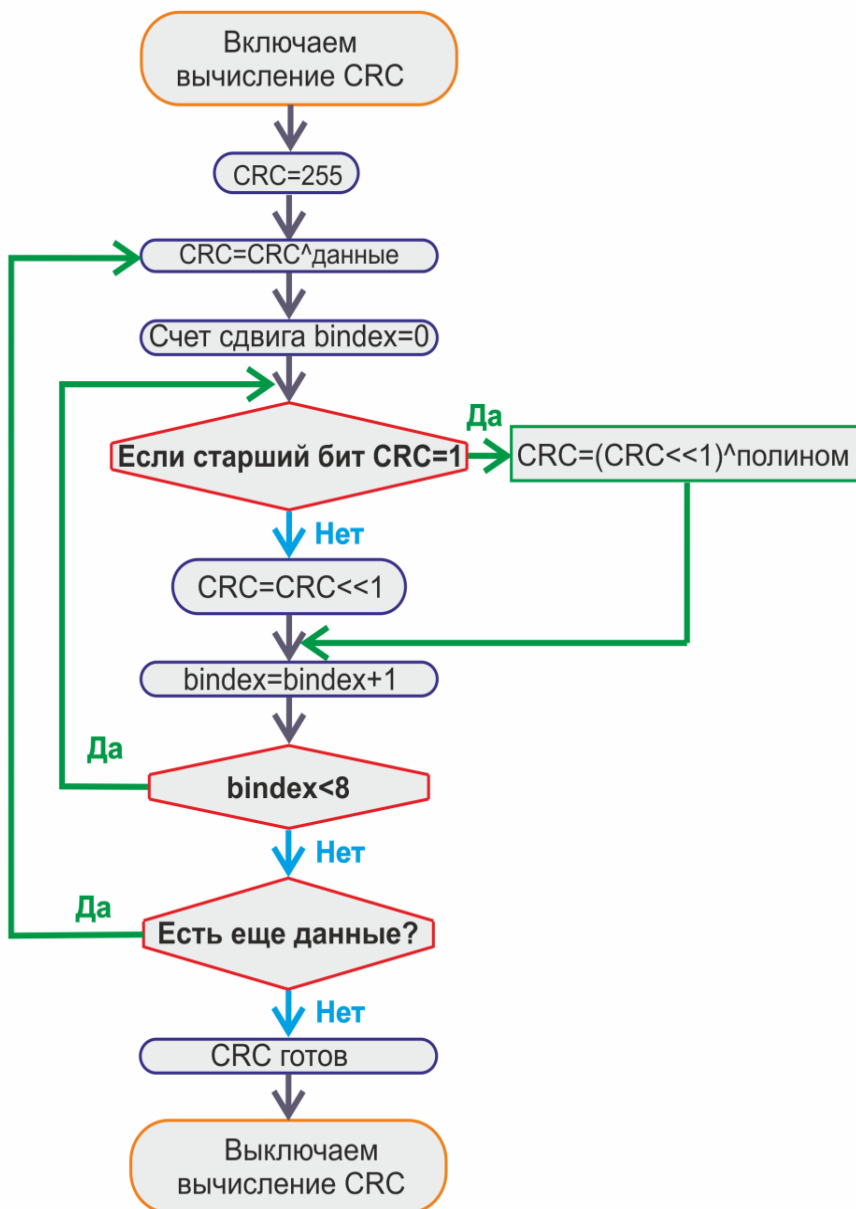 Включаем
вычисление CRC
CRC=255
CRC=CRC^данные
Счет сдвига bindex=0
Если старший бит CRC=1
Да
CRC=(CRC<<1)^полином
Нет
CRC=CRC<<1
bindex=bindex+1
Да
bindex<8
Нет
Да
Есть еще данные?
Нет
CRC готов
Выключаем
вычисление CRC